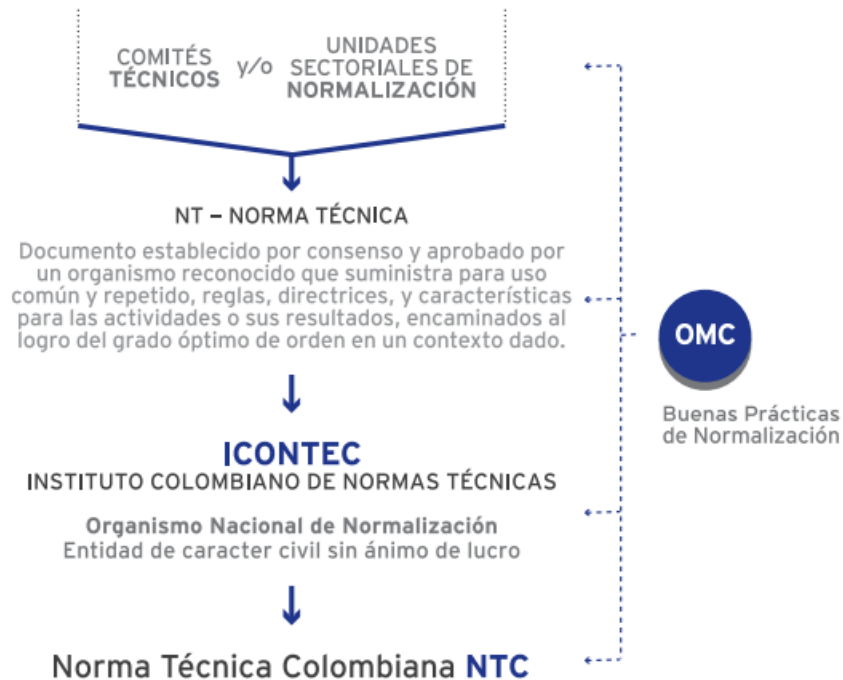 COMITÉS
TÉCNICOS
y/o
UNIDADES
SECTORIALES DE
NORMALIZACIÓN
NT – NORMA TÉCNICA
Documento establecido por consenso y aprobado por
un organismo reconocido que suministra para uso
común y repetido, reglas, directrices, y características
para las actividades o sus resultados, encaminados al
logro del grado óptimo de orden en un contexto dado.
OMC
Buenas Prácticas
de Normalización
ICONTEC
INSTITUTO COLOMBIANO DE NORMAS TÉCNICAS
Organismo Nacional de Normalización
Entidad de caracter civil sin ánimo de lucro
Norma Técnica Colombiana NTC